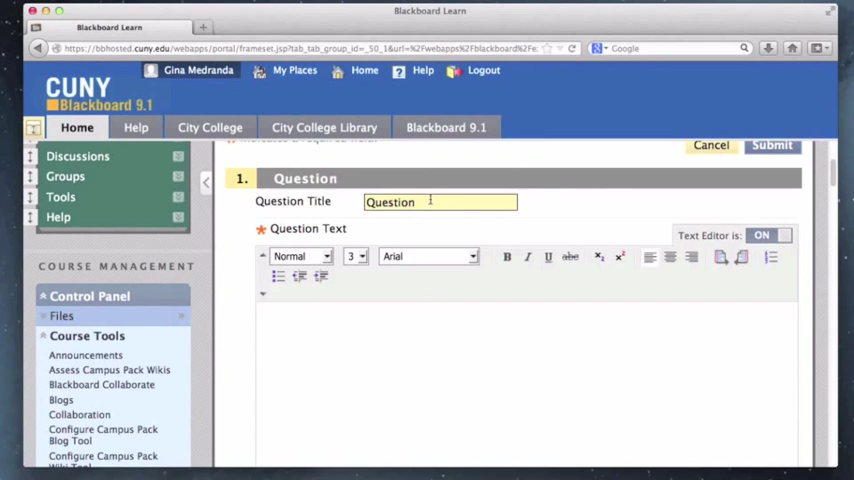 Blackboard Learn
Blackboard Learn
https://bbhosted.cuny.edu/webapps/portal/frameset.jsp?tab_tab_group_id=_50_1&url=%2Fwebapps%2Fblackboard%2Fe:
Google
Gina Medranda
My Places
Home
Help
Logout
CUNY
Blackboard 9.1
Home
Help
City College
City College Library
Blackboard 9.1
Discussions
Groups
Tools
Help
COURSE MANAGEMENT
Control Panel
Files
Course Tools
Announcements
Assess Campus Pack Wikis
Blackboard Collaborate
Blogs
Collaboration
Configure Campus Pack
Blog Tool
Configure Campus Pack
Wiki Tool
Cancel
Submit
1. Question
Question Title
Question
Question Text
Text Editor is: ON
Normal
3
Arial
B I U abc